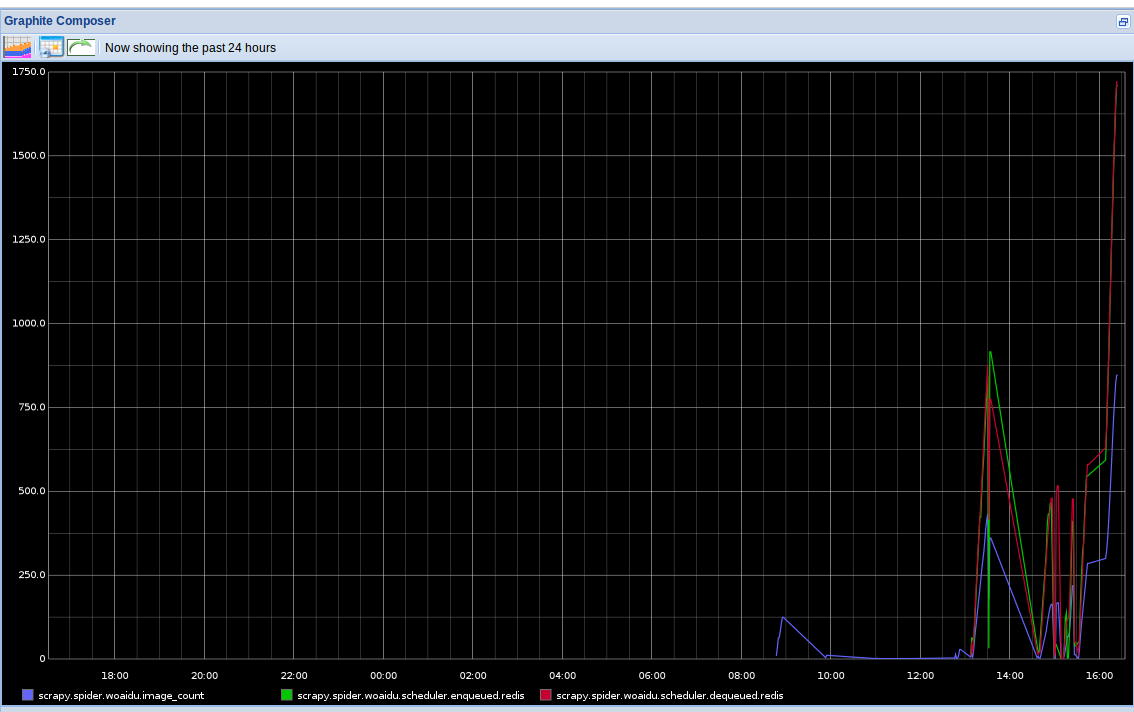 Graphite Composer
Now showing the past 24 hours
1750.0
1500.0
1250.0
1000.0
750.0
500.0
250.0
0
18:00 20:00 22:00 00:00 02:00 04:00 06:00 08:00 10:00 12:00 14:00 16:00
scrapy.spider.woaidu.image_count scrapy.spider.woaidu.scheduler.enqueued.redis scrapy.spider.woaidu.scheduler.dequeued.redis